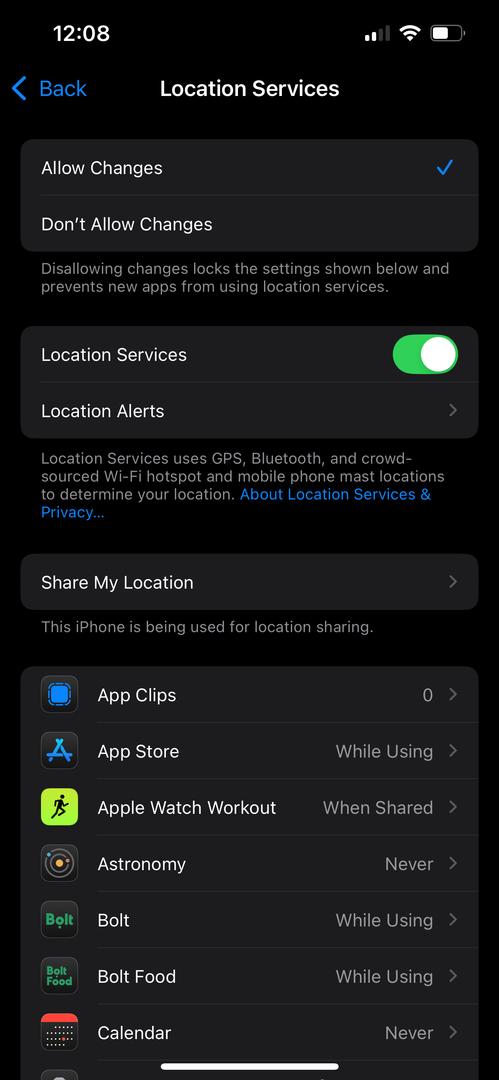 12:08
Back
Location Services
Allow Changes
Don’t Allow Changes
Disallowing changes locks the settings shown below and
prevents new apps from using location services.
Location Services
Location Alerts
Location Services uses GPS, Bluetooth, and crowd-
sourced Wi-Fi hotspot and mobile phone mast locations
to determine your location. About Location Services &
Privacy...
Share My Location
This iPhone is being used for location sharing.
App Clips 0
App Store While Using
Apple Watch Workout When Shared
Astronomy Never
Bolt Bolt While Using
Bolt
Food Bolt Food While Using
Calendar Never